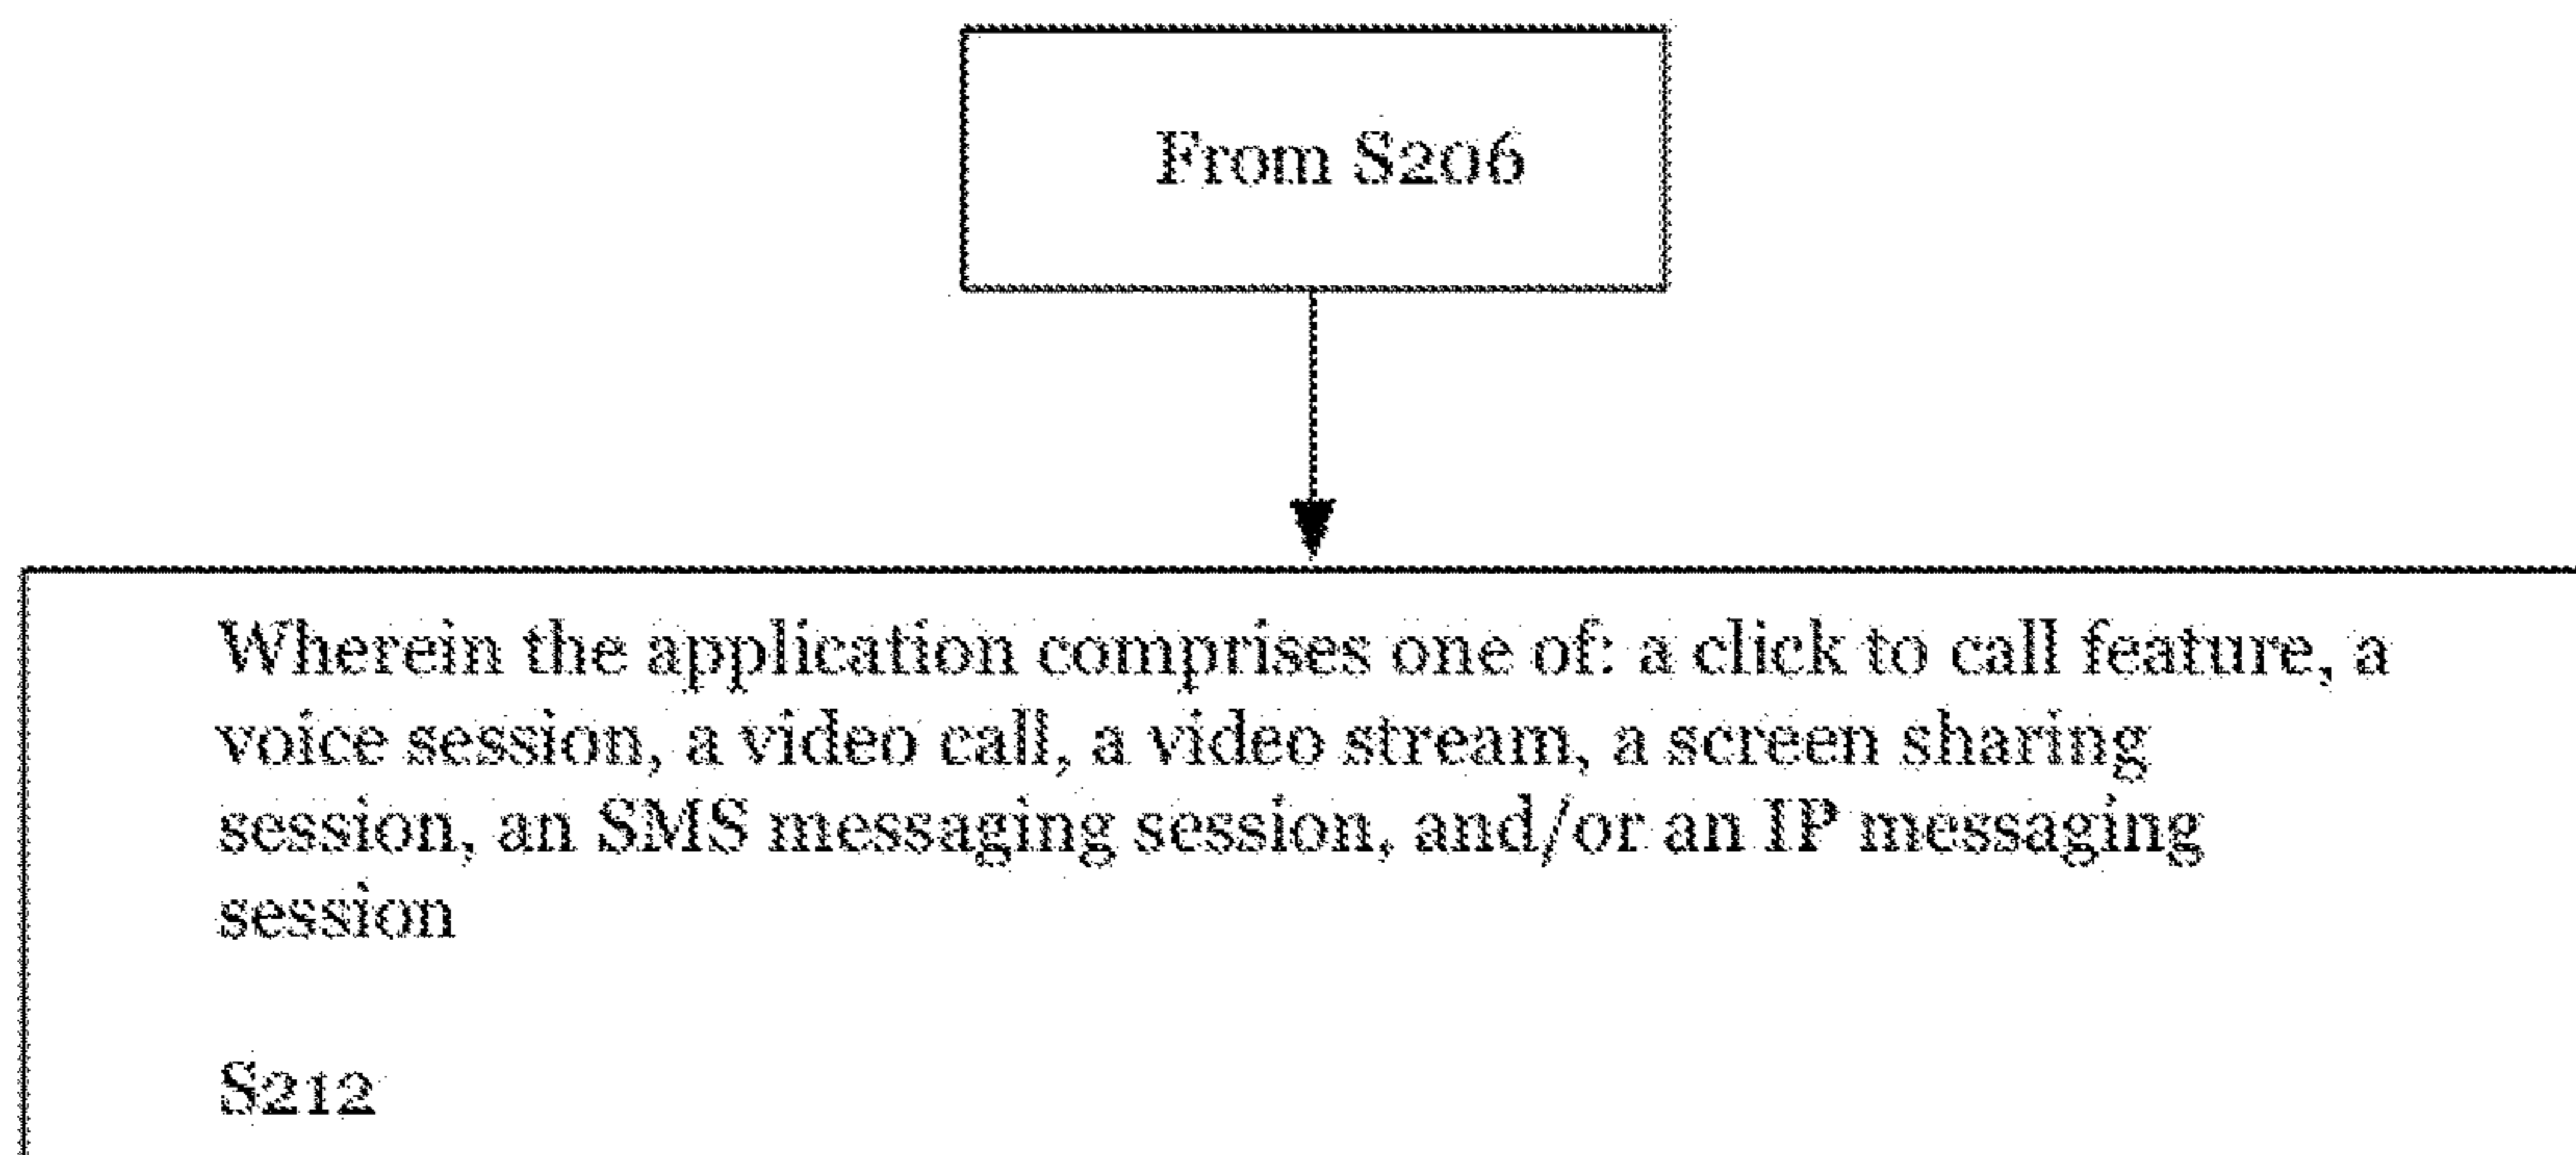 From S206
Wherein the application comprises one of: a click to call feature, a
voice session, a video call, a video stream, a screen sharing
session, an SMS messaging session, and/or an IP messaging
session
S212